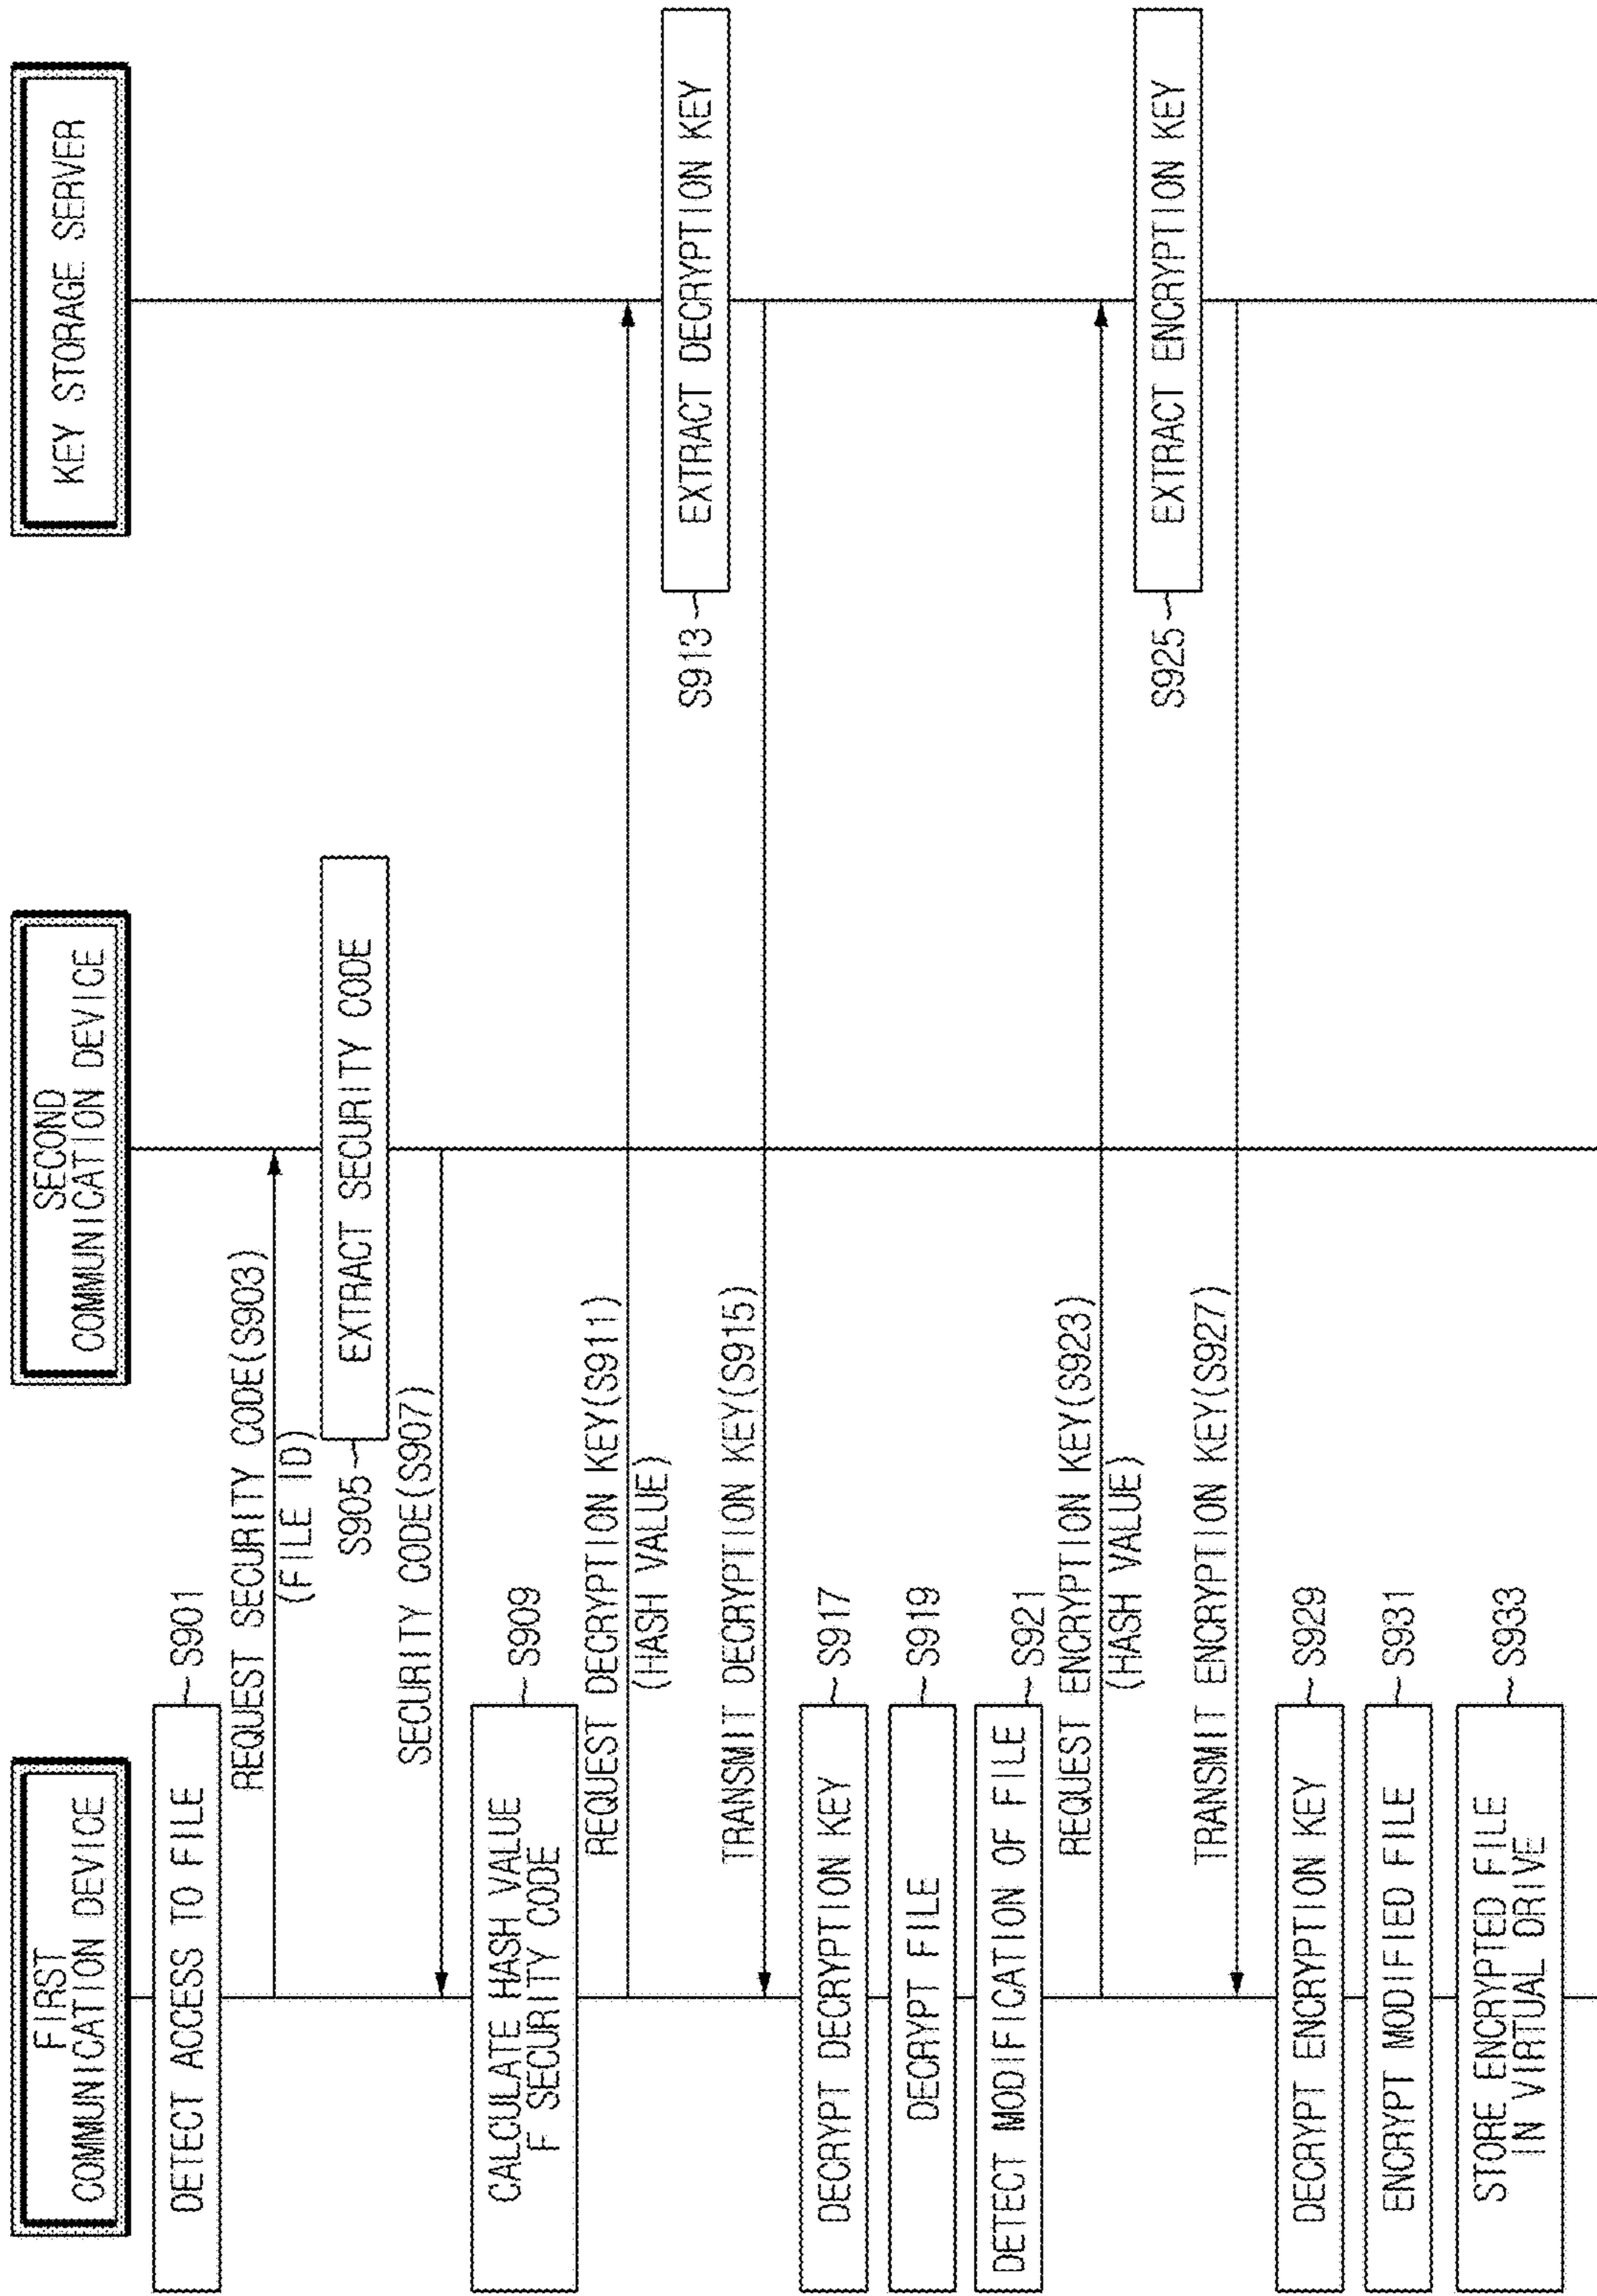 FIRST
COMMUNICATION DEVICE
SECOND
COMMUNICATION DEVICE
KEY STORAGE SERVER
DETECT ACCESS TO FILE
S901
REQUEST SECURITY CODE(S903)
(FILE ID)
S905
EXTRACT SECURITY CODE
SECURITY CODE(S907)
CALCULATE HASH VALUE
F SECURITY CODE
S909
REQUEST DECRYPTION KEY(S911)
(HASH VALUE)
S913
EXTRACT DECRYPTION KEY
TRANSMIT DECRYPTION KEY(S915)
DECRYPT DECRYPTION KEY
S917
DECRYPT FILE
S919
DETECT MODIFICATION OF FILE
S921
REQUEST ENCRYPTION KEY(S923)
(HASH VALUE)
S925
EXTRACT ENCRYPTION KEY
TRANSMIT ENCRYPTION KEY(S927)
DECRYPT ENCRYPTION KEY
S929
ENCRYPT MODIFIED FILE
S931
STORE ENCRYPTED FILE
IN VIRTUAL DRIVE
S933